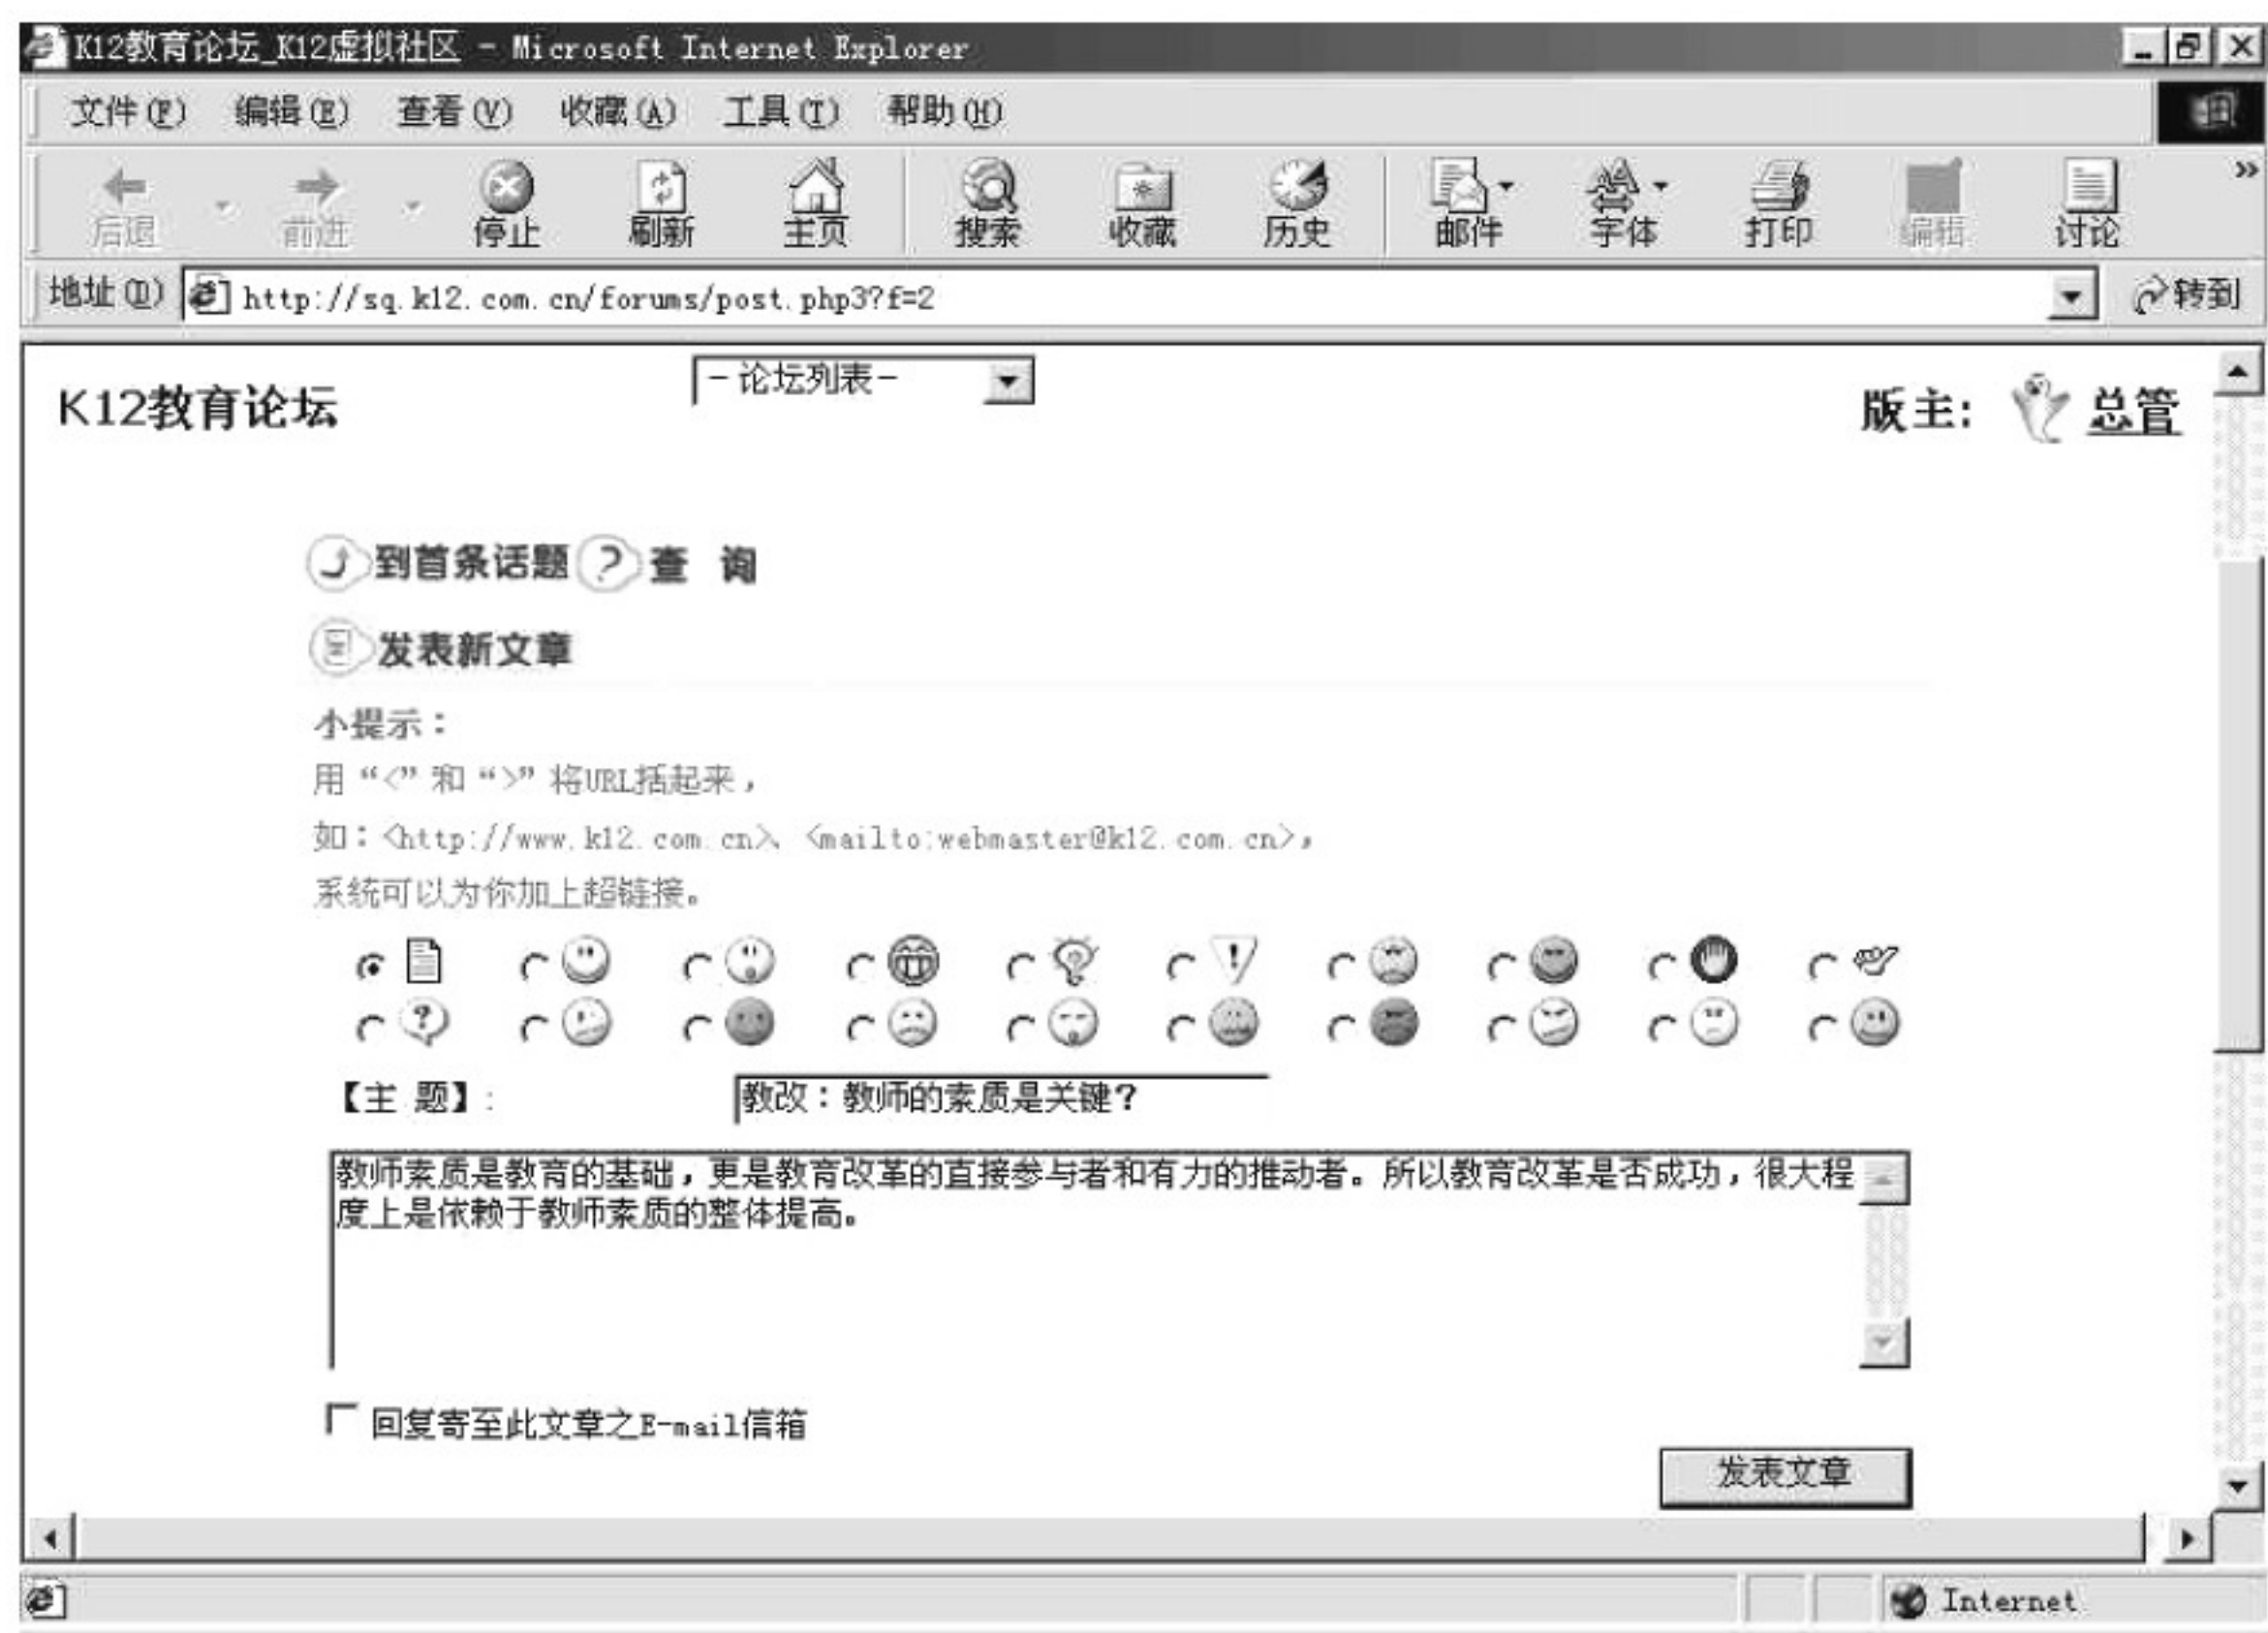 K12教育论坛_K12虚拟社区 - Microsoft Internet Explorer
文件(F) 编辑(E) 查看(V) 收藏(A) 工具(T) 帮助(H)
后退 前进 停止 刷新 主页 搜索 收藏 历史 邮件 字体 打印 编辑 讨论 »
地址(D) http://sq.k12.com.cn/forums/post.php3?f=2 转到
K12教育论坛 -论坛列表- 版主: 总管
到首条话题 ? 查 询
发表新文章
小提示：
用“<”和“>”将URL括起来，
如：<http://www.k12.com.cn>、<mailto:webmaster@k12.com.cn>，
系统可以为你加上超链接。
【主 题】: 教改：教师的素质是关键？
教师素质是教育的基础，更是教育改革的直接参与者和有力的推动者。所以教育改革是否成功，很大程
度上是依赖于教师素质的整体提高。
回复寄至此文章之E-mail信箱
发表文章
Internet